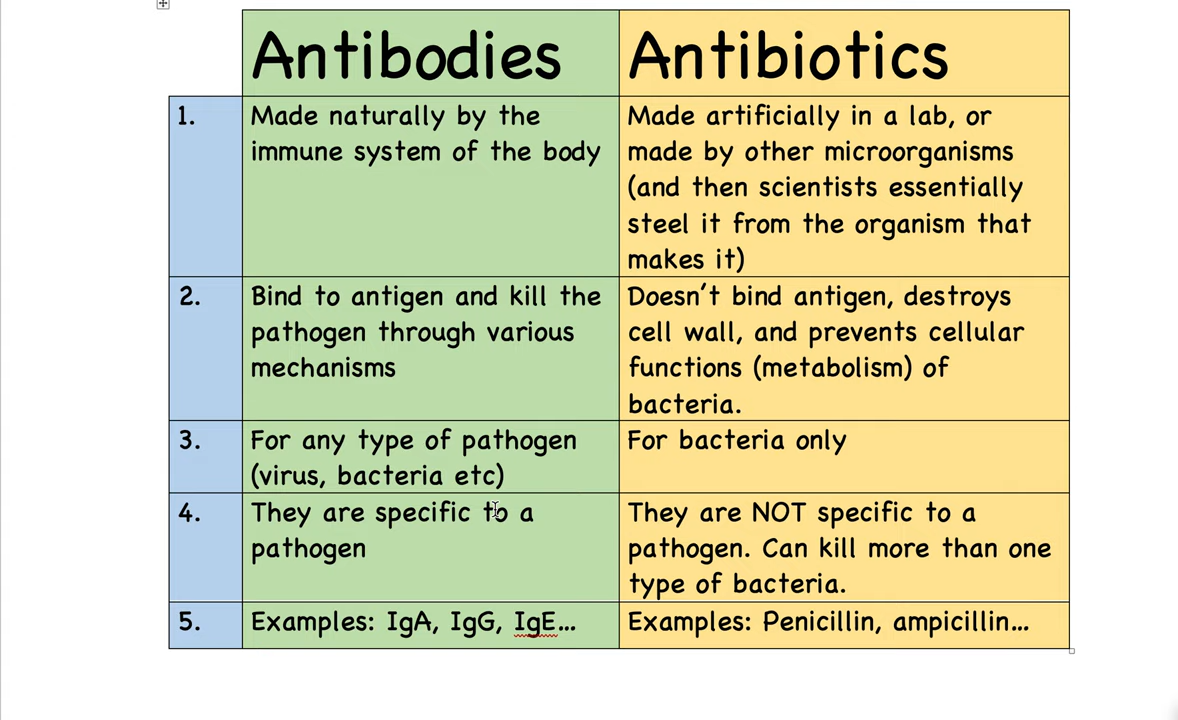 Antibodies
Antibiotics
1.
Made naturally by the
immune system of the body
Made artificially in a lab, or
made by other microorganisms
(and then scientists essentially
steel it from the organism that
makes it)
2.
Bind to antigen and kill the
pathogen through various
mechanisms
Doesn’t bind antigen, destroys
cell wall, and prevents cellular
functions (metabolism) of
bacteria.
3.
For any type of pathogen
(virus, bacteria etc)
For bacteria only
4.
They are specific to a
pathogen
They are NOT specific to a
pathogen. Can kill more than one
type of bacteria.
5.
Examples: IgA, IgG, IgE…
Examples: Penicillin, ampicillin…